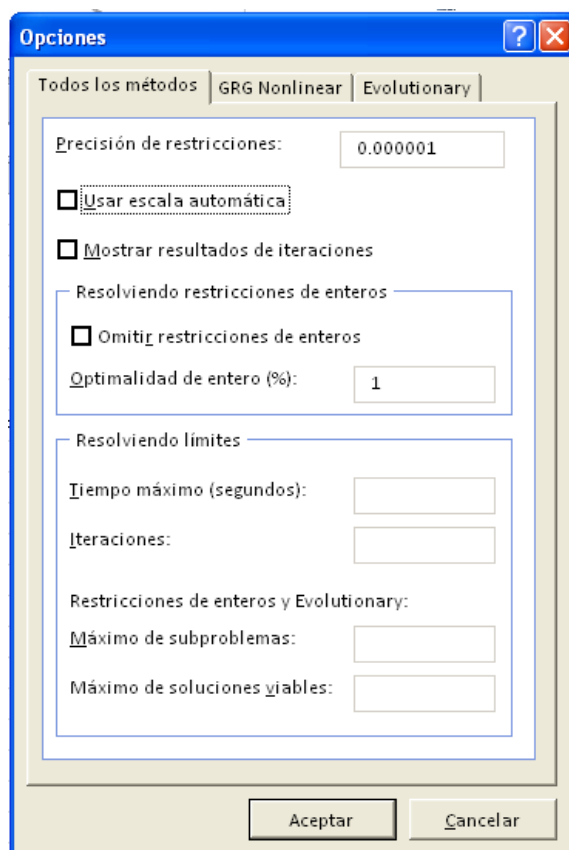 Opciones
Todos los métodos GRG Nonlinear Evolutionary
Precisión de restricciones: 0.000001
Usar escala automática
Mostrar resultados de iteraciones
Resolviendo restricciones de enteros
Omitir restricciones de enteros
Optimalidad de entero (%): 1
Resolviendo límites
Tiempo máximo (segundos):
Iteraciones:
Restricciones de enteros y Evolutionary:
Máximo de subproblemas:
Máximo de soluciones viables:
Aceptar Cancelar